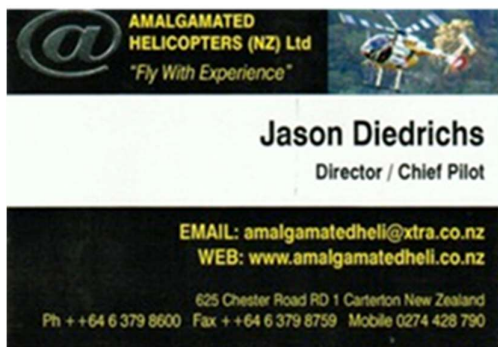 AMALGAMATED
HELICOPTERS (NZ) Ltd
"Fly With Experience"
Jason Diedrichs
Director / Chief Pilot
EMAIL: amalgamatedheli@xtra.co.nz
WEB: www.amalgamatedheli.co.nz
625 Chester Road RD 1 Carterton New Zealand
Ph ++64 6 379 8600 Fax ++64 6 379 8759 Mobile 0274 428 790